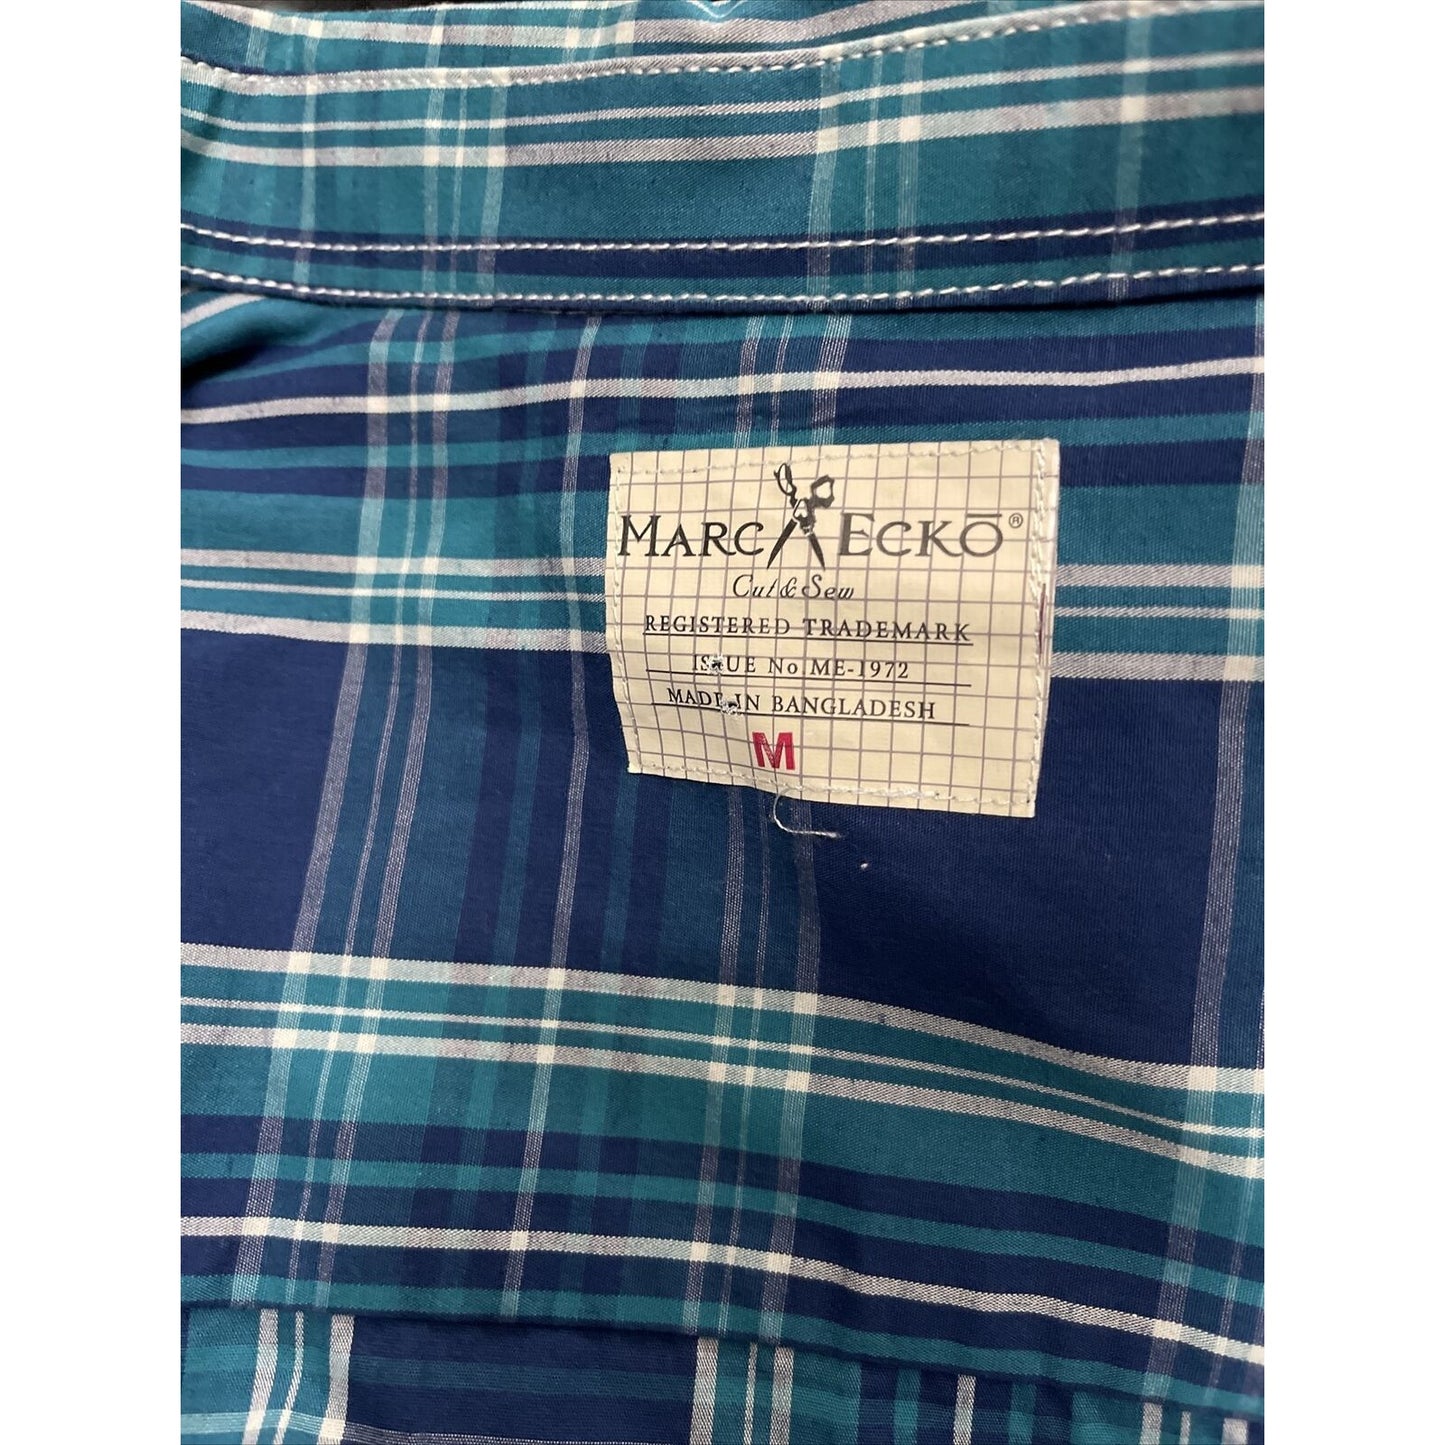 MARC ECKŌ®
Cut & Sew
REGISTERED TRADEMARK
ISSUE No ME-1972
MADE IN BANGLADESH
M